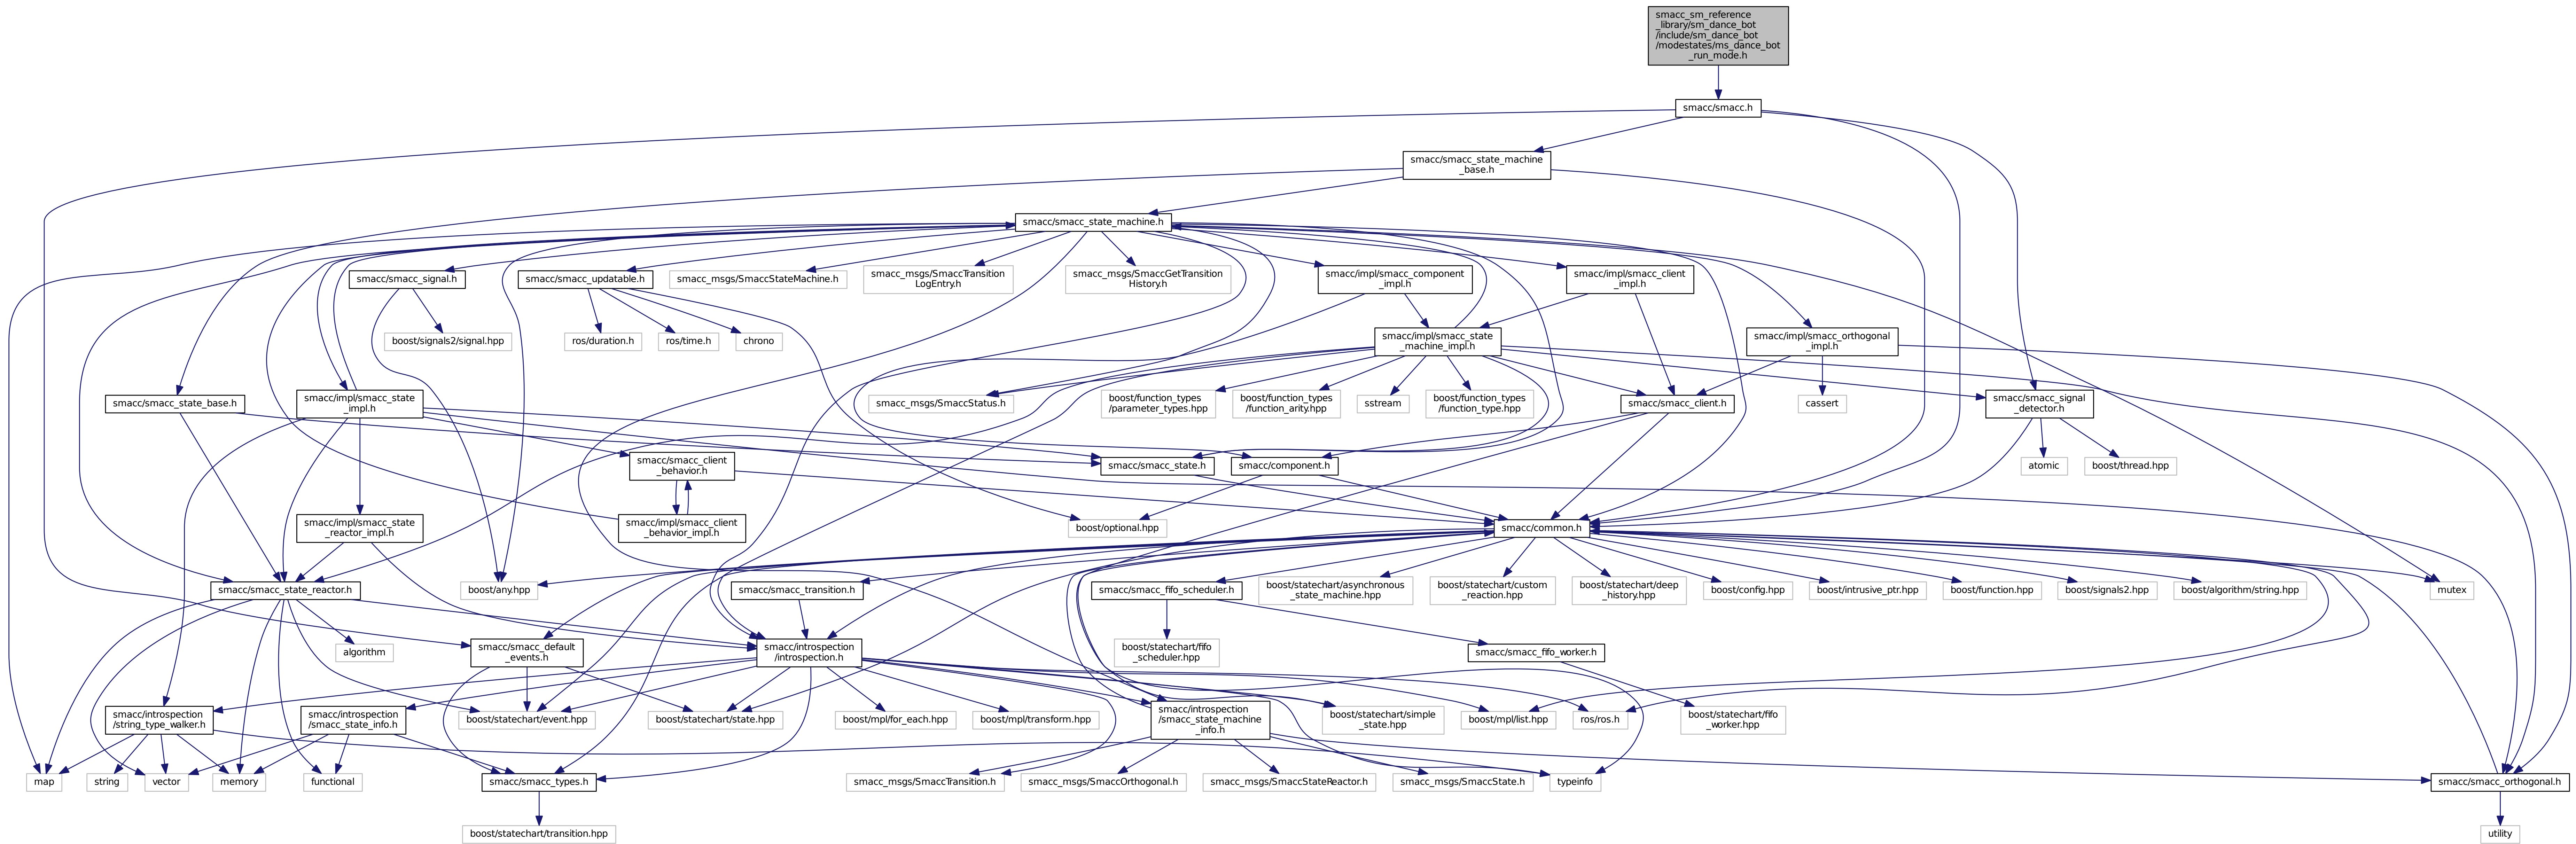 smacc_sm_reference
_library/sm_dance_bot
/include/sm_dance_bot
/modestates/ms_dance_bot
_run_mode.h
smacc/smacc.h
smacc/smacc_state_machine
_base.h
smacc/smacc_state_machine.h
smacc/smacc_signal.h
smacc/smacc_updatable.h
smacc_msgs/SmaccStateMachine.h
smacc_msgs/SmaccTransition
LogEntry.h
smacc_msgs/SmaccGetTransition
History.h
smacc/impl/smacc_component
_impl.h
smacc/impl/smacc_client
_impl.h
boost/signals2/signal.hpp
ros/duration.h
ros/time.h
chrono
smacc/impl/smacc_state
_machine_impl.h
smacc/impl/smacc_orthogonal
_impl.h
smacc/smacc_state_base.h
smacc/impl/smacc_state
_impl.h
smacc_msgs/SmaccStatus.h
boost/function_types
/parameter_types.hpp
boost/function_types
/function_arity.hpp
sstream
boost/function_types
/function_type.hpp
smacc/smacc_client.h
cassert
smacc/smacc_signal
_detector.h
smacc/smacc_client
_behavior.h
smacc/smacc_state.h
smacc/component.h
atomic
boost/thread.hpp
smacc/impl/smacc_state
_reactor_impl.h
smacc/impl/smacc_client
_behavior_impl.h
boost/optional.hpp
smacc/common.h
smacc/smacc_state_reactor.h
boost/any.hpp
smacc/smacc_transition.h
smacc/smacc_fifo_scheduler.h
boost/statechart/asynchronous
_state_machine.hpp
boost/statechart/custom
_reaction.hpp
boost/statechart/deep
_history.hpp
boost/config.hpp
boost/intrusive_ptr.hpp
boost/function.hpp
boost/signals2.hpp
boost/algorithm/string.hpp
mutex
algorithm
smacc/smacc_default
_events.h
smacc/introspection
/introspection.h
boost/statechart/fifo
_scheduler.hpp
smacc/smacc_fifo_worker.h
smacc/introspection
/string_type_walker.h
smacc/introspection
/smacc_state_info.h
boost/statechart/event.hpp
boost/statechart/state.hpp
boost/mpl/for_each.hpp
boost/mpl/transform.hpp
smacc/introspection
/smacc_state_machine
_info.h
boost/statechart/simple
_state.hpp
boost/mpl/list.hpp
ros/ros.h
boost/statechart/fifo
_worker.hpp
map
string
vector
memory
functional
smacc/smacc_types.h
smacc_msgs/SmaccTransition.h
smacc_msgs/SmaccOrthogonal.h
smacc_msgs/SmaccStateReactor.h
smacc_msgs/SmaccState.h
typeinfo
smacc/smacc_orthogonal.h
boost/statechart/transition.hpp
utility